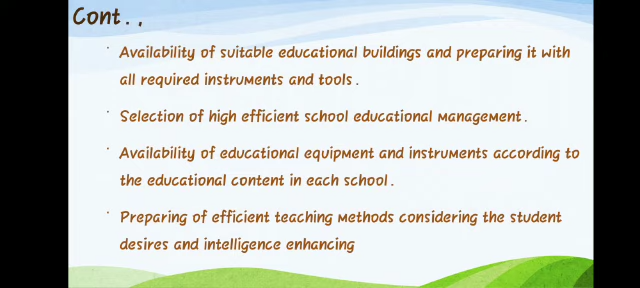 Cont. .,
· Availability of suitable educational buildings and preparing it with
all required instruments and tools.
· Selection of high efficient school educational management.
· Availability of educational equipment and instruments according to
the educational content in each school.
· Preparing of efficient teaching methods considering the student
desires and intelligence enhancing